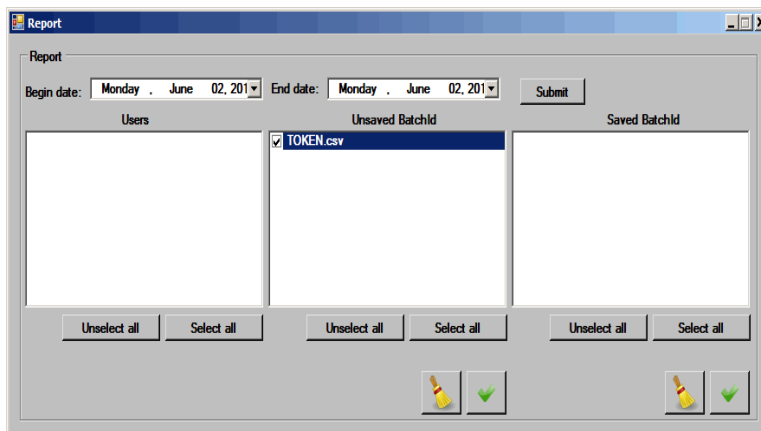 Report
Report
Begin date: Monday , June 02, 201 End date: Monday , June 02, 201 Submit
Users Unsaved BatchId Saved BatchId
TOKEN.csv
Unselect all Select all Unselect all Select all Unselect all Select all